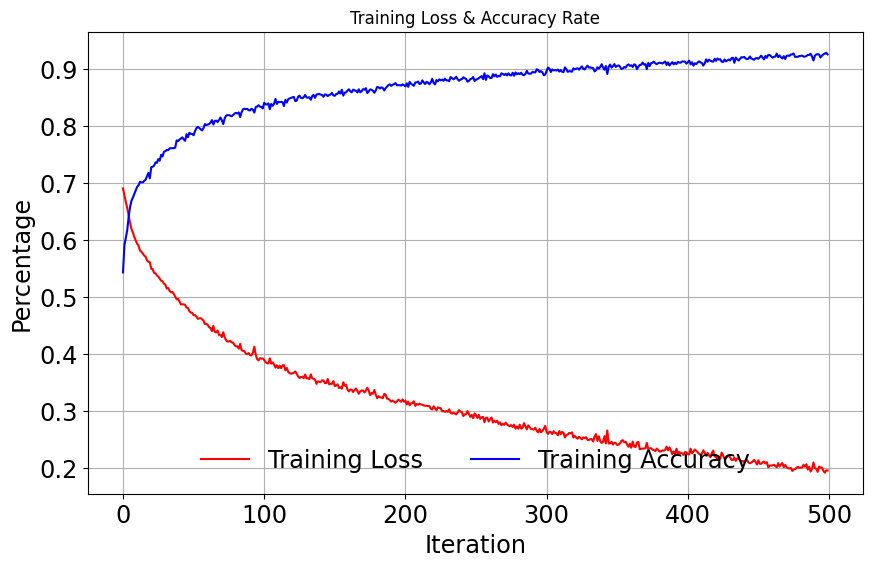 Training Loss & Accuracy Rate
0.9
0.8
0.7
0.6
0.5
0.4
0.3
0.2
Percentage
Training Loss
Training Accuracy
0 100 200 300 400 500
Iteration